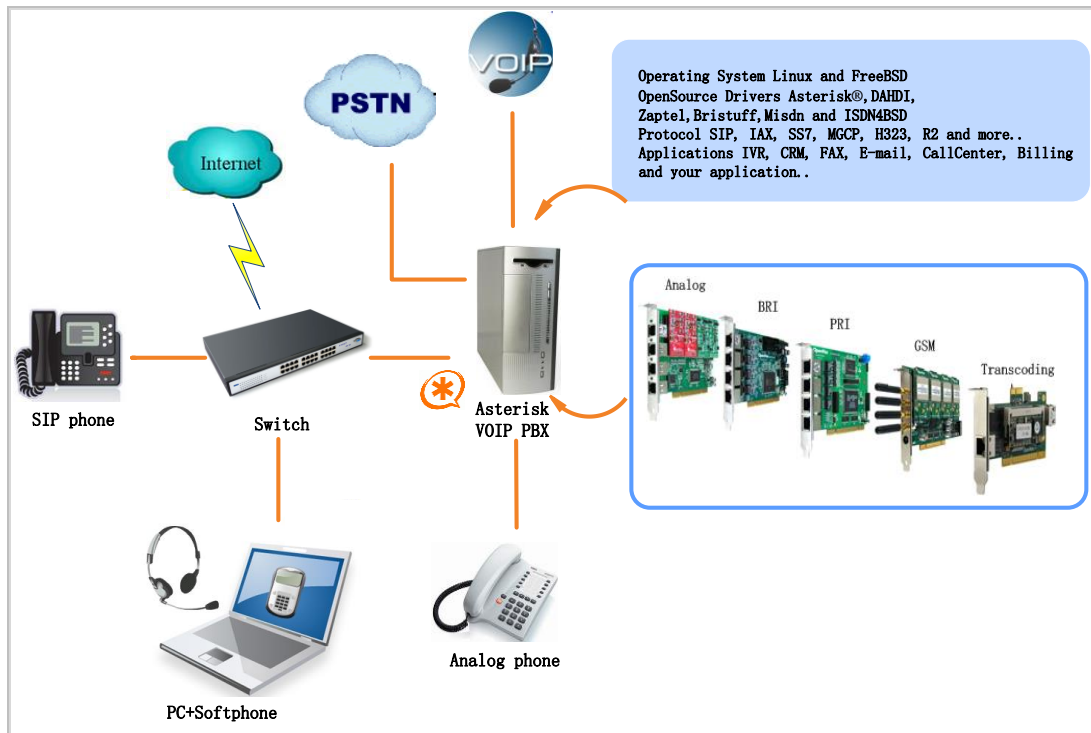 VOIP
PSTN
Internet
Operating System Linux and FreeBSD
OpenSource Drivers Asterisk®,DAHDI,
Zaptel,Bristuff,Misdn and ISDN4BSD
Protocol SIP, IAX, SS7, MGCP, H323, R2 and more..
Applications IVR, CRM, FAX, E-mail, CallCenter, Billing
and your application..
Analog
BRI
PRI
GSM
Transcoding
SIP phone
Switch
Asterisk
VOIP PBX
Analog phone
PC+Softphone